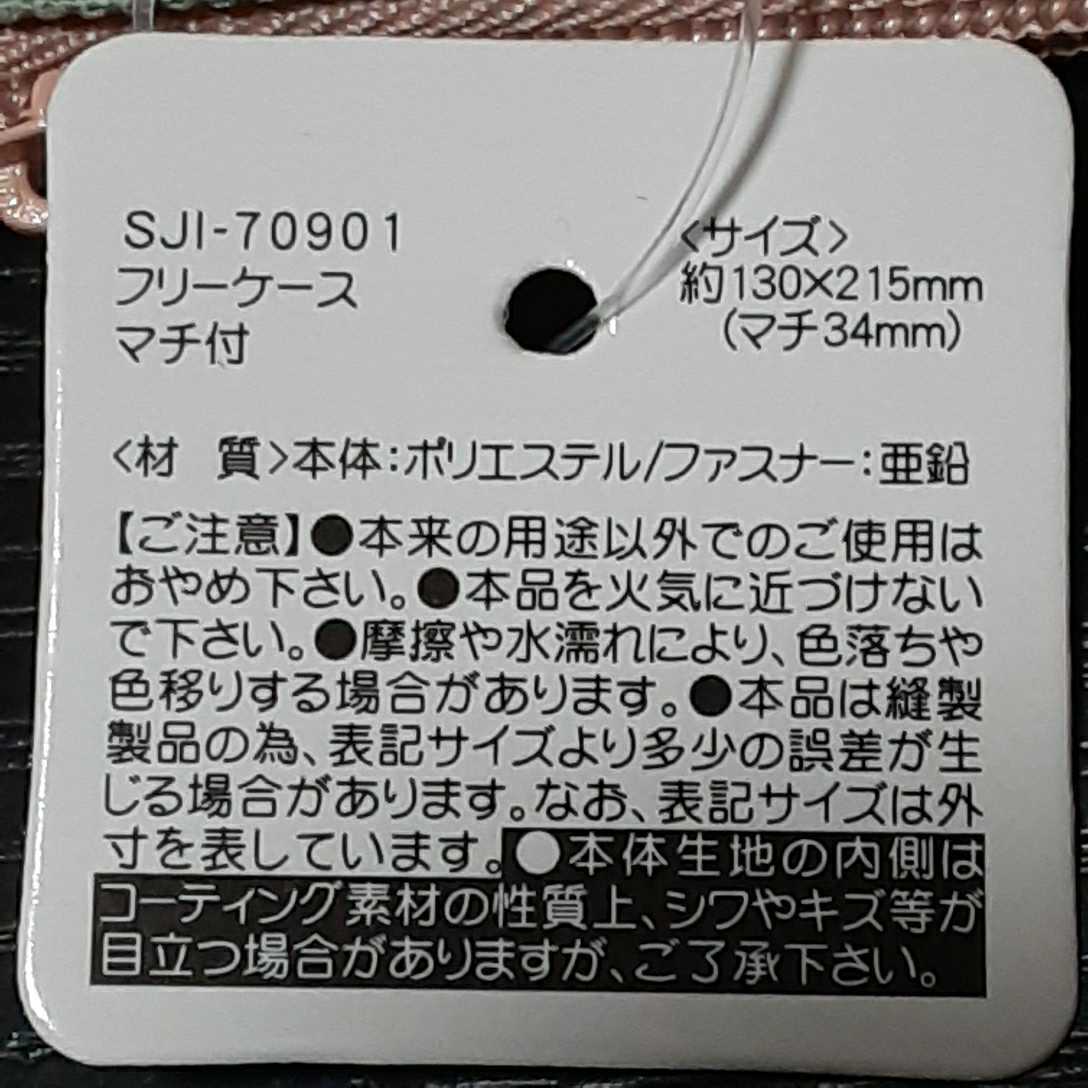 SJI-70901
フリーケース
マチ付
<サイズ>
約130×215mm
(マチ34mm)
<材 質>本体:ポリエステル/ファスナー:亜鉛
【ご注意】●本来の用途以外でのご使用は
おやめ下さい。●本品を火気に近づけない
で下さい。●摩擦や水濡れにより、色落ちや
色移りする場合があります。●本品は縫製
製品の為、表記サイズより多少の誤差が生
じる場合があります。なお、表記サイズは外
寸を表しています。○本体生地の内側は
コーティング素材の性質上、シワやキズ等が
目立つ場合がありますが、ご了承下さい。